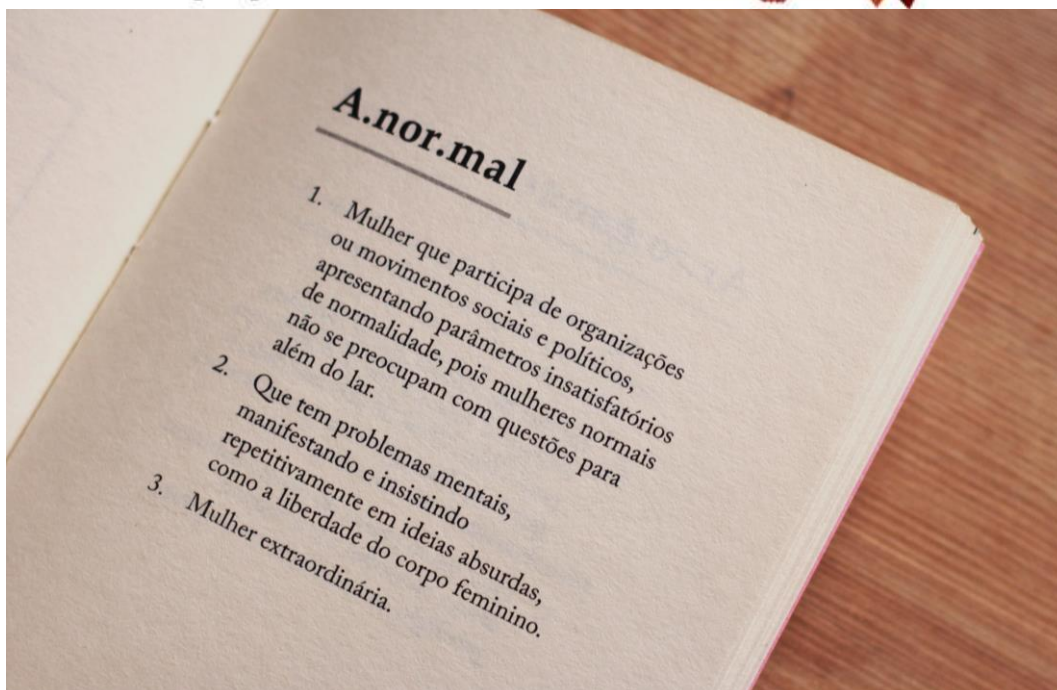 A.nor.mal
1. Mulher que participa de organizações
ou movimentos sociais e políticos,
apresentando parâmetros insatisfatórios
de normalidade, pois mulheres normais
não se preocupam com questões para
além do lar.
2. Que tem problemas mentais,
manifestando e insistindo
repetitivamente em ideias absurdas,
como a liberdade do corpo feminino.
3. Mulher extraordinária.